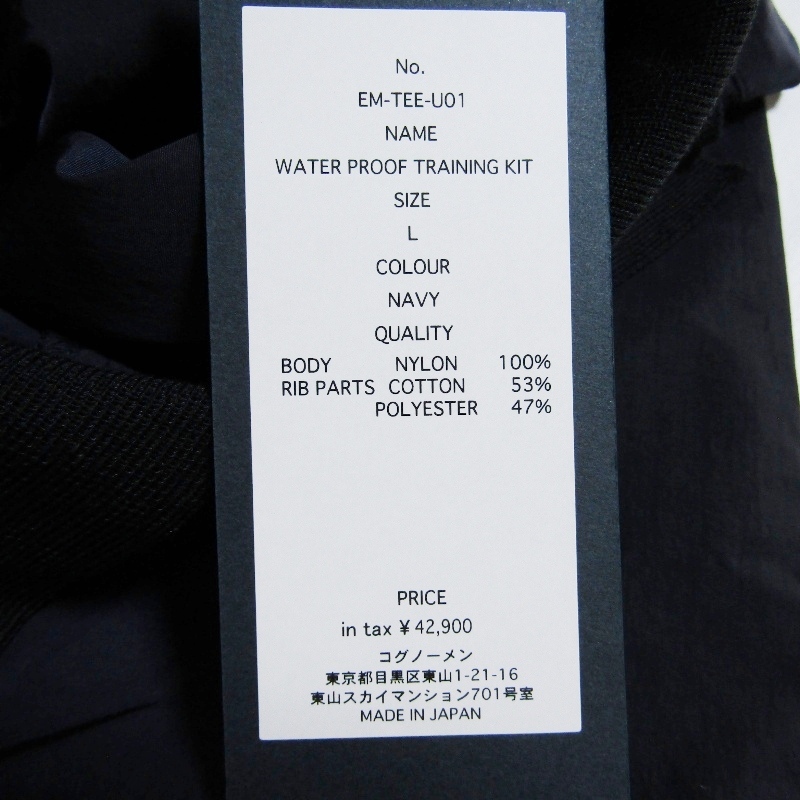 No.
EM-TEE-U01
NAME
WATER PROOF TRAINING KIT
SIZE
L
COLOUR
NAVY
QUALITY
BODY NYLON 100%
RIB PARTS COTTON 53%
POLYESTER 47%
PRICE
in tax ¥42,900
コグノーメン
東京都目黒区東山1-21-16
東山スカイマンション701号室
MADE IN JAPAN